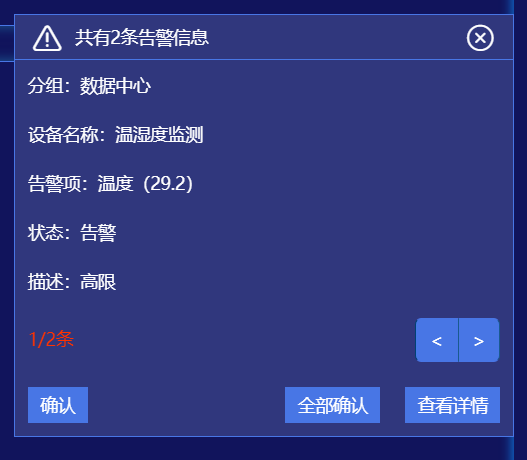 共有2条告警信息
分组：数据中心
设备名称：温湿度监测
告警项：温度（29.2）
状态：告警
描述：高限
1/2条 < >
确认 全部确认 查看详情